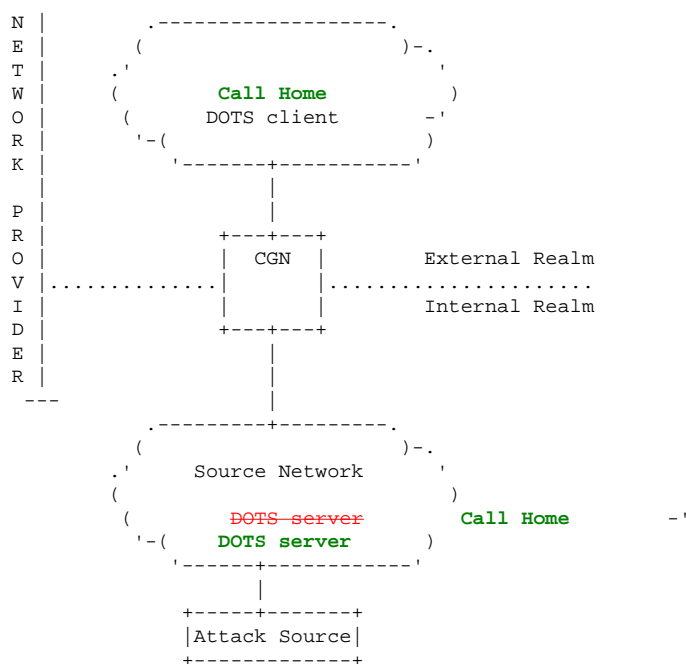 N | .-------------------.
E | ( )-.
T | .' '
W | ( Call Home )
O | ( DOTS client -'
R | '-( )
K | '-------+-----------'
| |
P | |
R | +---+---+
O | | CGN | External Realm
V |..............| |......................
I | | | Internal Realm
D | +---+---+
E | |
R | |
--- |
.---------+---------.
( )-.
.' Source Network '
( )
( DOTS server Call Home -'
'-( DOTS server )
'------+------------'
|
+-----+-------+
|Attack Source|
+-------------+